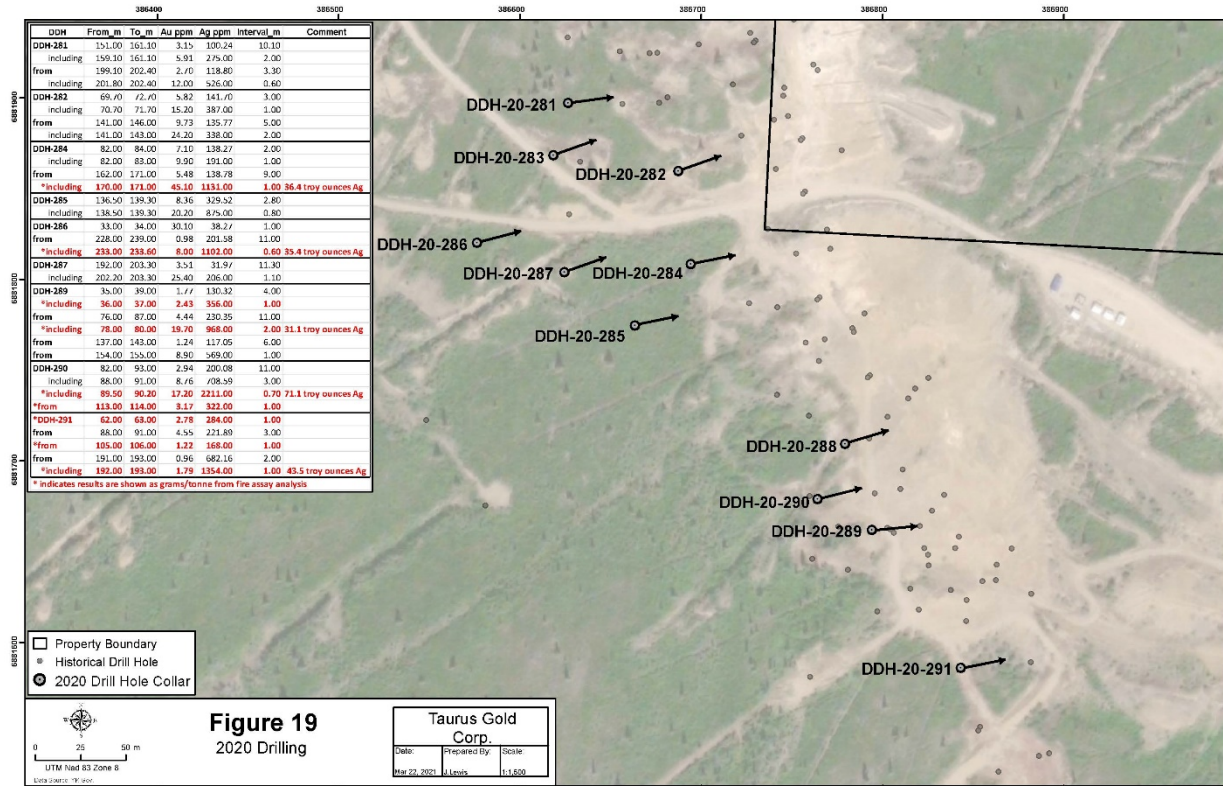 386400 386500 386600 386700 386800 386900
DDH From_m To_m Au ppm Ag ppm Interval_m Comment
DDH-281 151.00 161.10 3.15 100.24 10.10
including 159.10 161.10 5.91 275.00 2.00
from 199.10 202.40 2.70 118.80 3.30
including 201.80 202.40 12.00 526.00 0.60
DDH-282 69.70 72.70 5.82 141.70 3.00
including 70.70 71.70 15.20 387.00 1.00
from 141.00 146.00 9.73 135.77 5.00
including 141.00 143.00 24.20 338.00 2.00
DDH-284 82.00 84.00 7.10 138.27 2.00
including 82.00 83.00 9.90 191.00 1.00
from 162.00 171.00 5.48 138.78 9.00
*including 170.00 171.00 45.10 1131.00 1.00 36.4 troy ounces Ag
DDH-285 136.50 139.30 8.36 329.52 2.80
including 138.50 139.30 20.20 875.00 0.80
DDH-286 33.00 34.00 30.10 38.27 1.00
from 228.00 239.00 0.98 201.58 11.00
*including 233.00 233.60 8.00 1102.00 0.60 35.4 troy ounces Ag
DDH-287 192.00 203.30 3.51 31.97 11.30
including 202.20 203.30 25.40 206.00 1.10
DDH-289 35.00 39.00 1.77 130.32 4.00
*including 36.00 37.00 2.43 356.00 1.00
from 76.00 87.00 4.44 230.35 11.00
*including 78.00 80.00 19.70 968.00 2.00 31.1 troy ounces Ag
from 137.00 143.00 1.24 117.05 6.00
from 154.00 155.00 8.90 569.00 1.00
DDH-290 82.00 93.00 2.94 200.08 11.00
including 88.00 91.00 8.76 708.59 3.00
*including 89.50 90.20 17.20 2211.00 0.70 71.1 troy ounces Ag
*from 113.00 114.00 3.17 322.00 1.00
*DDH-291 62.00 63.00 2.78 284.00 1.00
from 88.00 91.00 4.55 221.89 3.00
*from 105.00 106.00 1.22 168.00 1.00
from 191.00 193.00 0.96 682.16 2.00
*including 192.00 193.00 1.79 1354.00 1.00 43.5 troy ounces Ag
* indicates results are shown as grams/tonne from fire assay analysis
6881900
6881800
6881700
6881600
DDH-20-281
DDH-20-283
DDH-20-282
DDH-20-286
DDH-20-287
DDH-20-284
DDH-20-285
DDH-20-288
DDH-20-290
DDH-20-289
DDH-20-291
Property Boundary
Historical Drill Hole
2020 Drill Hole Collar
N
W E
S
0 25 50 m
UTM Nad 83 Zone 8
Data Source: YK Gov.
Figure 19
2020 Drilling
Taurus Gold
Corp.
Date: Prepared By: Scale:
Mar 22, 2021 J.Lewis 1:1,500